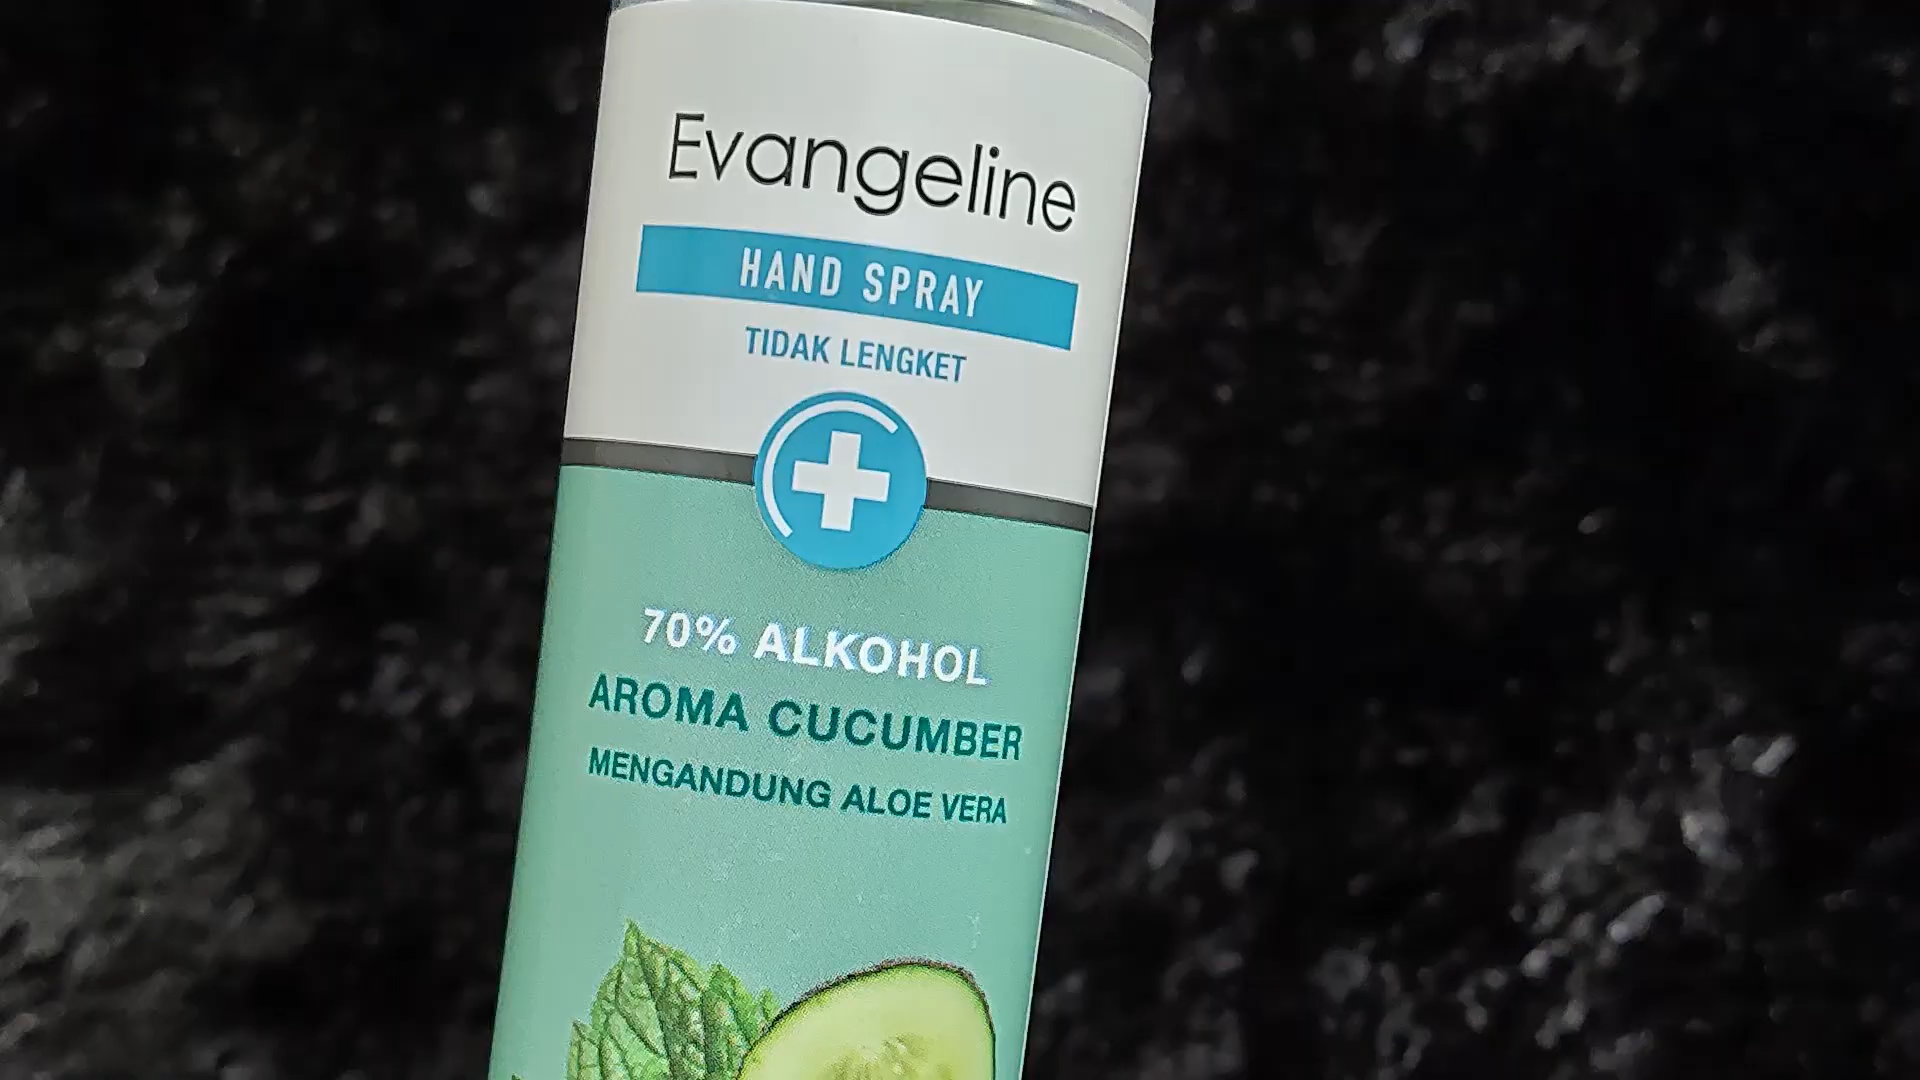 Evangeline
HAND SPRAY
TIDAK LENGKET
70% ALKOHOL
AROMA CUCUMBER
MENGANDUNG ALOE VERA